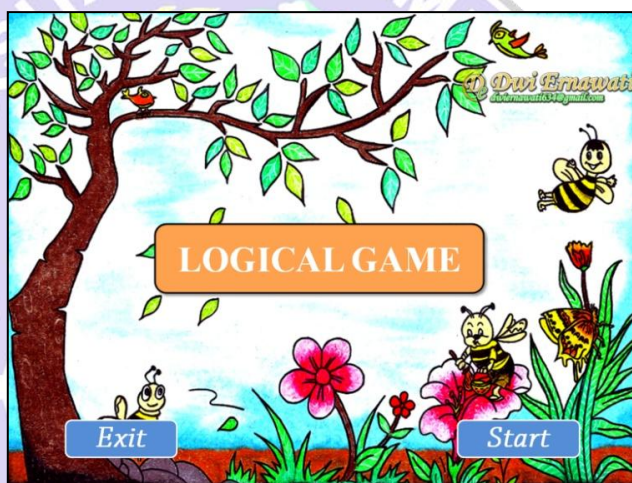 Dwi Ernawati
dwiernawati634@gmail.com
LOGICAL GAME
Exit
Start